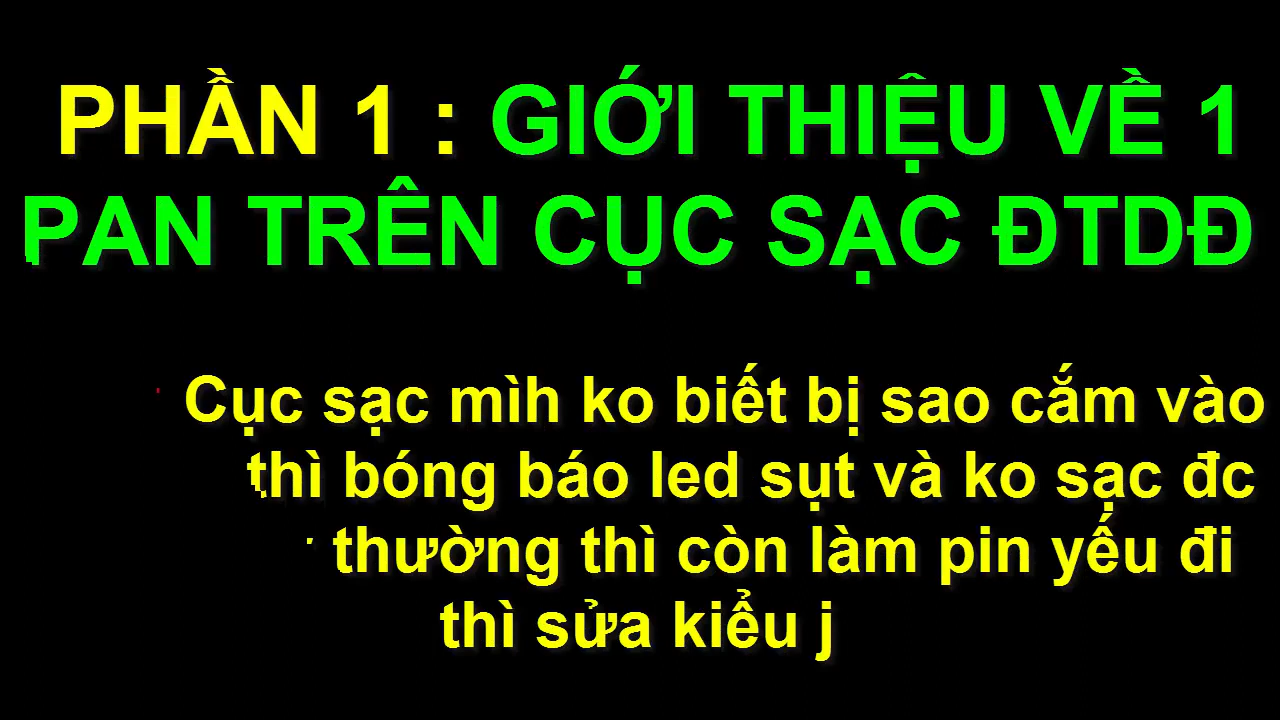 PHẦN 1 : GIỚI THIỆU VỀ 1
PAN TRÊN CỤC SẠC ĐTDĐ
Cục sạc mìh ko biết bị sao cắm vào
thì bóng báo led sụt và ko sạc đc
thường thì còn làm pin yếu đi
thì sửa kiểu j